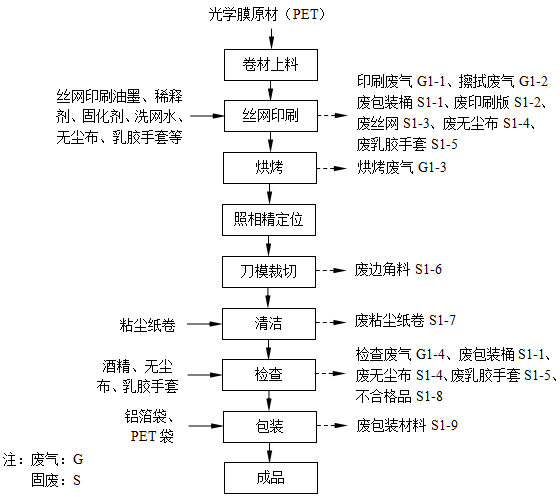 光学膜原材（PET）
卷材上料
丝网印刷油墨、稀释
剂、固化剂、洗网水、
无尘布、乳胶手套等
丝网印刷
印刷废气 G1-1、擦拭废气 G1-2
废包装桶 S1-1、废印刷版 S1-2、
废丝网 S1-3、废无尘布 S1-4、
废乳胶手套 S1-5
烘烤
烘烤废气 G1-3
照相精定位
刀模裁切
废边角料 S1-6
粘尘纸卷
清洁
废粘尘纸卷 S1-7
酒精、无尘
布、乳胶手套
检查
检查废气 G1-4、废包装桶 S1-1、
废无尘布 S1-4、废乳胶手套 S1-5、
不合格品 S1-8
铝箔袋、
PET 袋
包装
废包装材料 S1-9
成品
注：废气：G
固废：S